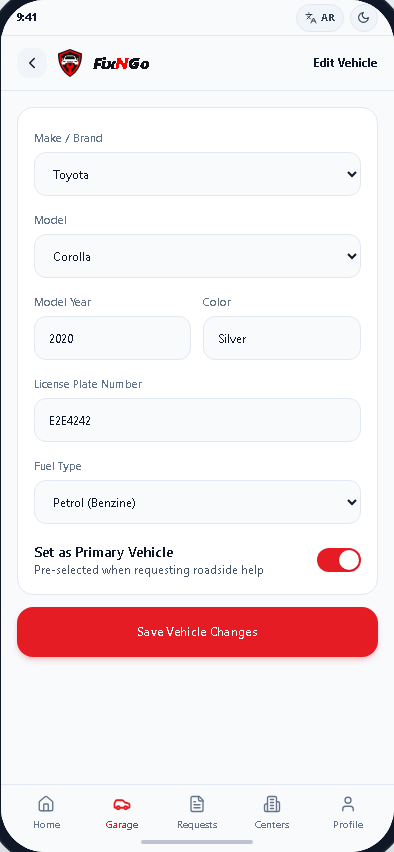 9:41
AR
FixNGo
Edit Vehicle
Make / Brand
Toyota
Model
Corolla
Model Year
Color
2020
Silver
License Plate Number
E2E4242
Fuel Type
Petrol (Benzine)
Set as Primary Vehicle
Pre-selected when requesting roadside help
Save Vehicle Changes
Home
Garage
Requests
Centers
Profile